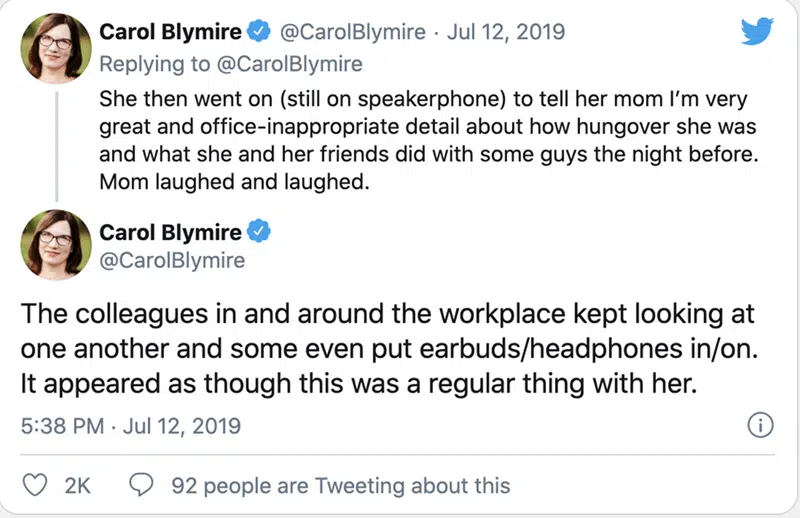 Carol Blymire @CarolBlymire · Jul 12, 2019
Replying to @CarolBlymire
She then went on (still on speakerphone) to tell her mom I'm very
great and office-inappropriate detail about how hungover she was
and what she and her friends did with some guys the night before.
Mom laughed and laughed.
Carol Blymire
@CarolBlymire
The colleagues in and around the workplace kept looking at
one another and some even put earbuds/headphones in/on.
It appeared as though this was a regular thing with her.
5:38 PM · Jul 12, 2019
2K 92 people are Tweeting about this